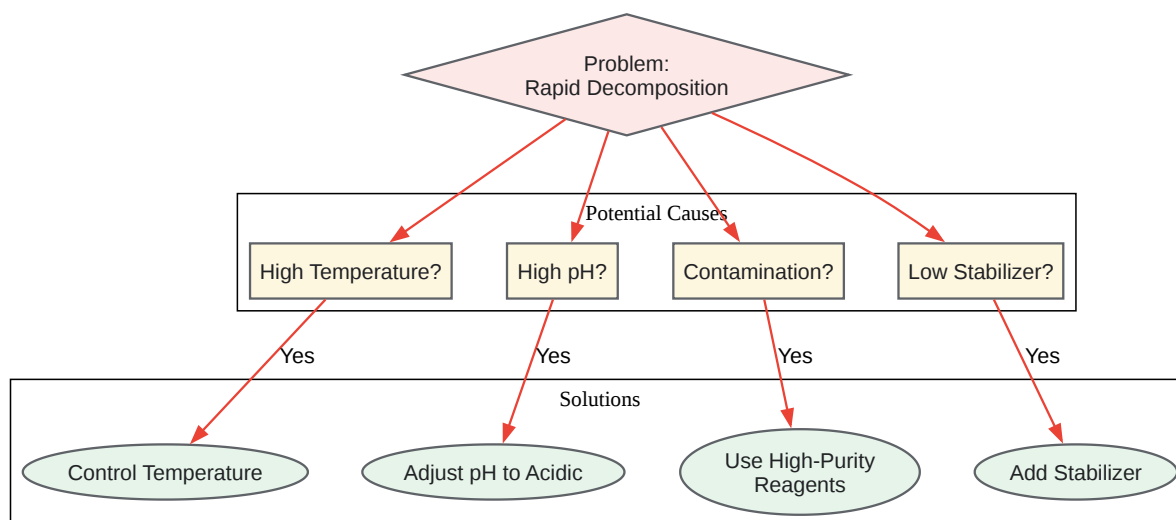 Problem:
Rapid Decomposition
Potential Causes
High Temperature?
High pH?
Contamination?
Low Stabilizer?
Yes
Yes
Yes
Yes
Solutions
Control Temperature
Adjust pH to Acidic
Use High-Purity
Reagents
Add Stabilizer